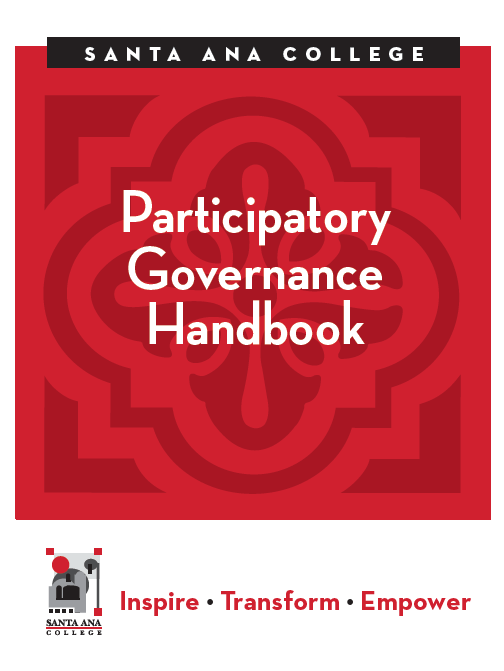 SANTA ANA COLLEGE
Participatory
Governance
Handbook
Inspire • Transform • Empower
SANTA ANA
COLLEGE